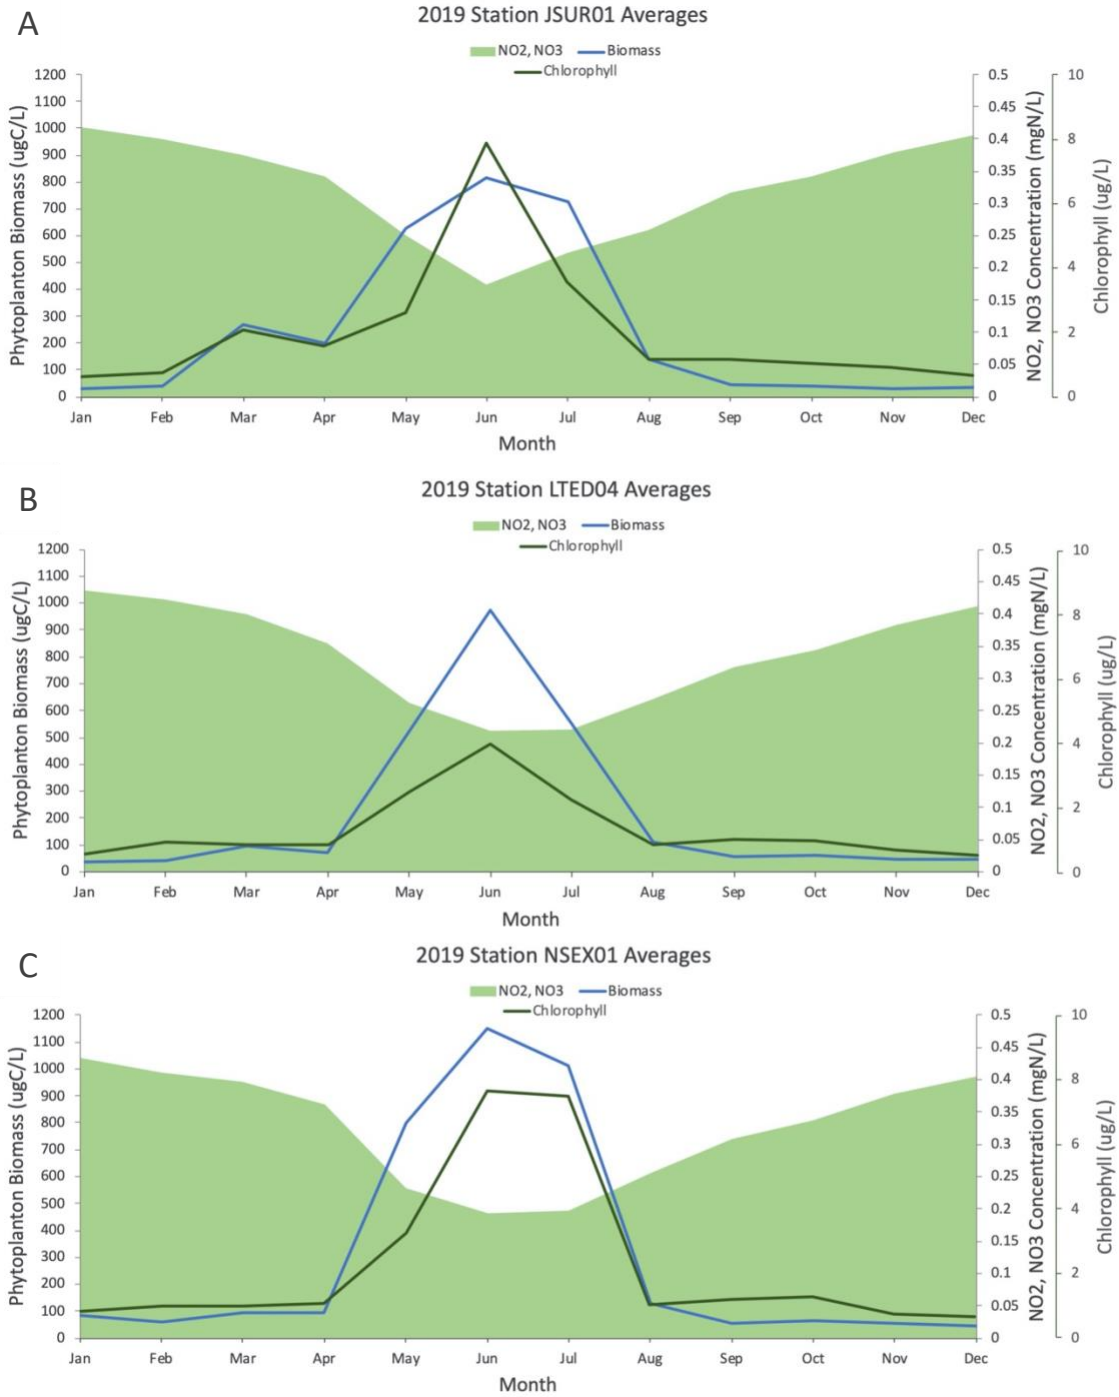 A
2019 Station JSUR01 Averages
NO2, NO3 Biomass
Chlorophyll
1200 0.5 10
1100 0.45
1000 0.4 8
900 0.35
800 0.3 6
700 0.25
600 0.2 4
500 0.15
400 0.1 2
300 0.05
200 0 0
100
0
Phytoplanton Biomass (ugC/L)
NO2, NO3 Concentration (mgN/L)
Chlorophyll (ug/L)
Jan Feb Mar Apr May Jun Jul Aug Sep Oct Nov Dec
Month
B
2019 Station LTED04 Averages
NO2, NO3 Biomass
Chlorophyll
1200 0.5 10
1100 0.45
1000 0.4 8
900 0.35
800 0.3 6
700 0.25
600 0.2 4
500 0.15
400 0.1 2
300 0.05
200 0 0
100
0
Phytoplanton Biomass (ugC/L)
NO2, NO3 Concentration (mgN/L)
Chlorophyll (ug/L)
Jan Feb Mar Apr May Jun Jul Aug Sep Oct Nov Dec
Month
C
2019 Station NSEX01 Averages
NO2, NO3 Biomass
Chlorophyll
1200 0.5 10
1100 0.45
1000 0.4 8
900 0.35
800 0.3 6
700 0.25
600 0.2 4
500 0.15
400 0.1 2
300 0.05
200 0 0
100
0
Phytoplanton Biomass (ugC/L)
NO2, NO3 Concentration (mgN/L)
Chlorophyll (ug/L)
Jan Feb Mar Apr May Jun Jul Aug Sep Oct Nov Dec
Month